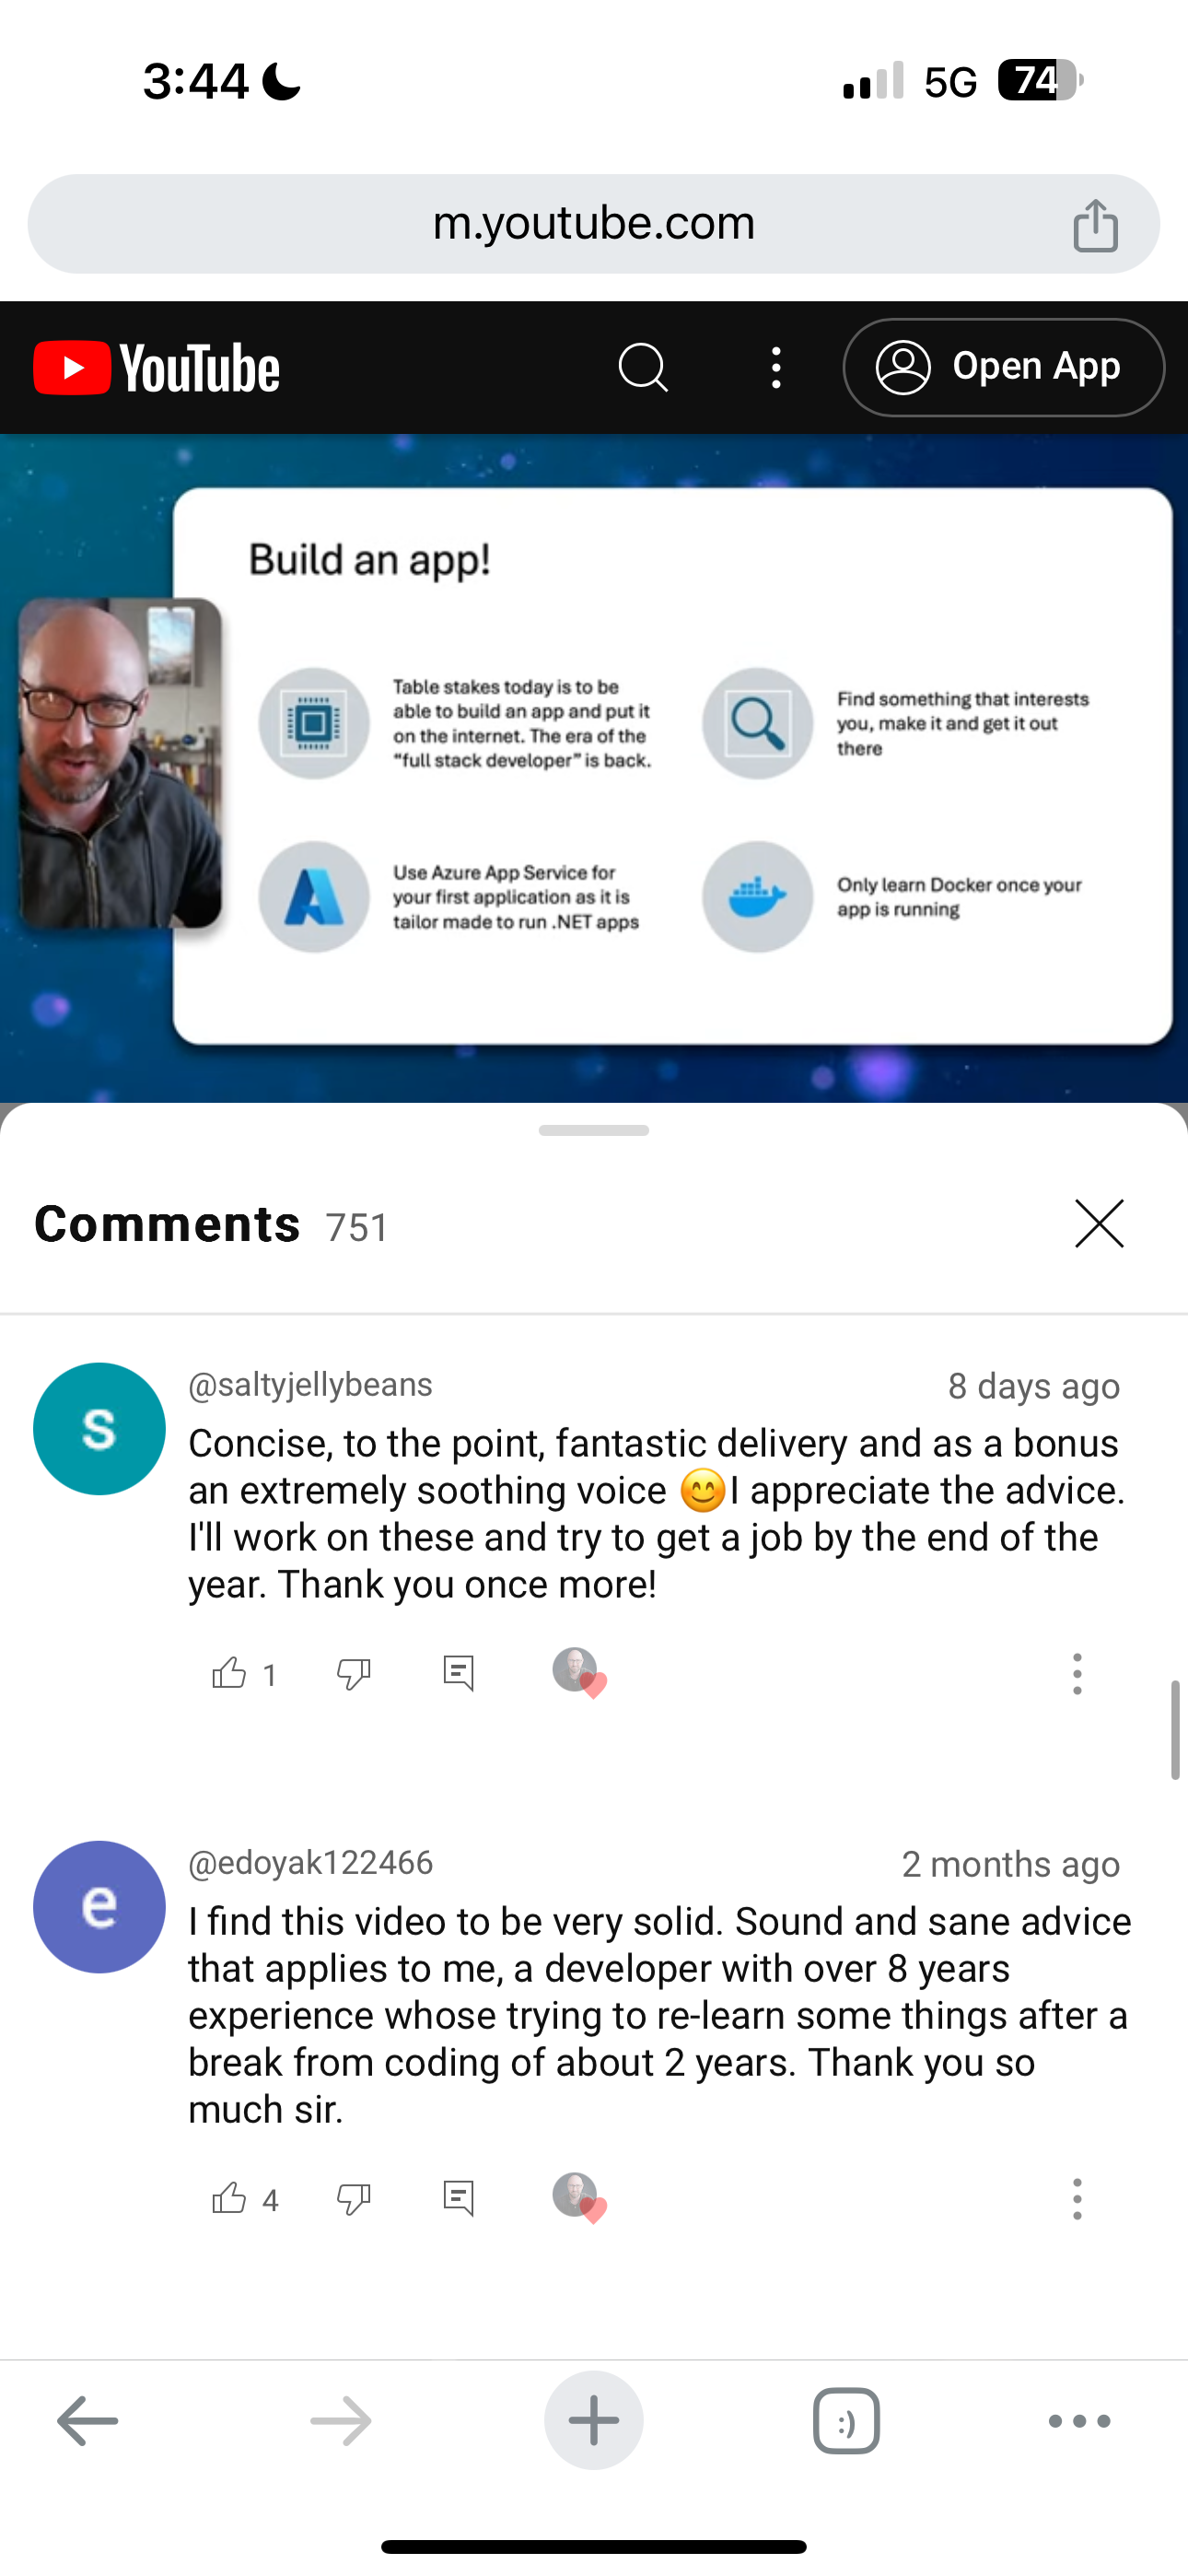 3:44
5G
74
m.youtube.com
YouTube
Open App
Build an app!
Table stakes today is to be
able to build an app and put it
on the internet. The era of the
“full stack developer” is back.
Find something that interests
you, make it and get it out
there
Use Azure App Service for
your first application as it is
tailor made to run .NET apps
Only learn Docker once your
app is running
Comments 751
s
@saltyjellybeans
8 days ago
Concise, to the point, fantastic delivery and as a bonus
an extremely soothing voice 😊I appreciate the advice.
I'll work on these and try to get a job by the end of the
year. Thank you once more!
1
e
@edoyak122466
2 months ago
I find this video to be very solid. Sound and sane advice
that applies to me, a developer with over 8 years
experience whose trying to re-learn some things after a
break from coding of about 2 years. Thank you so
much sir.
4
:)